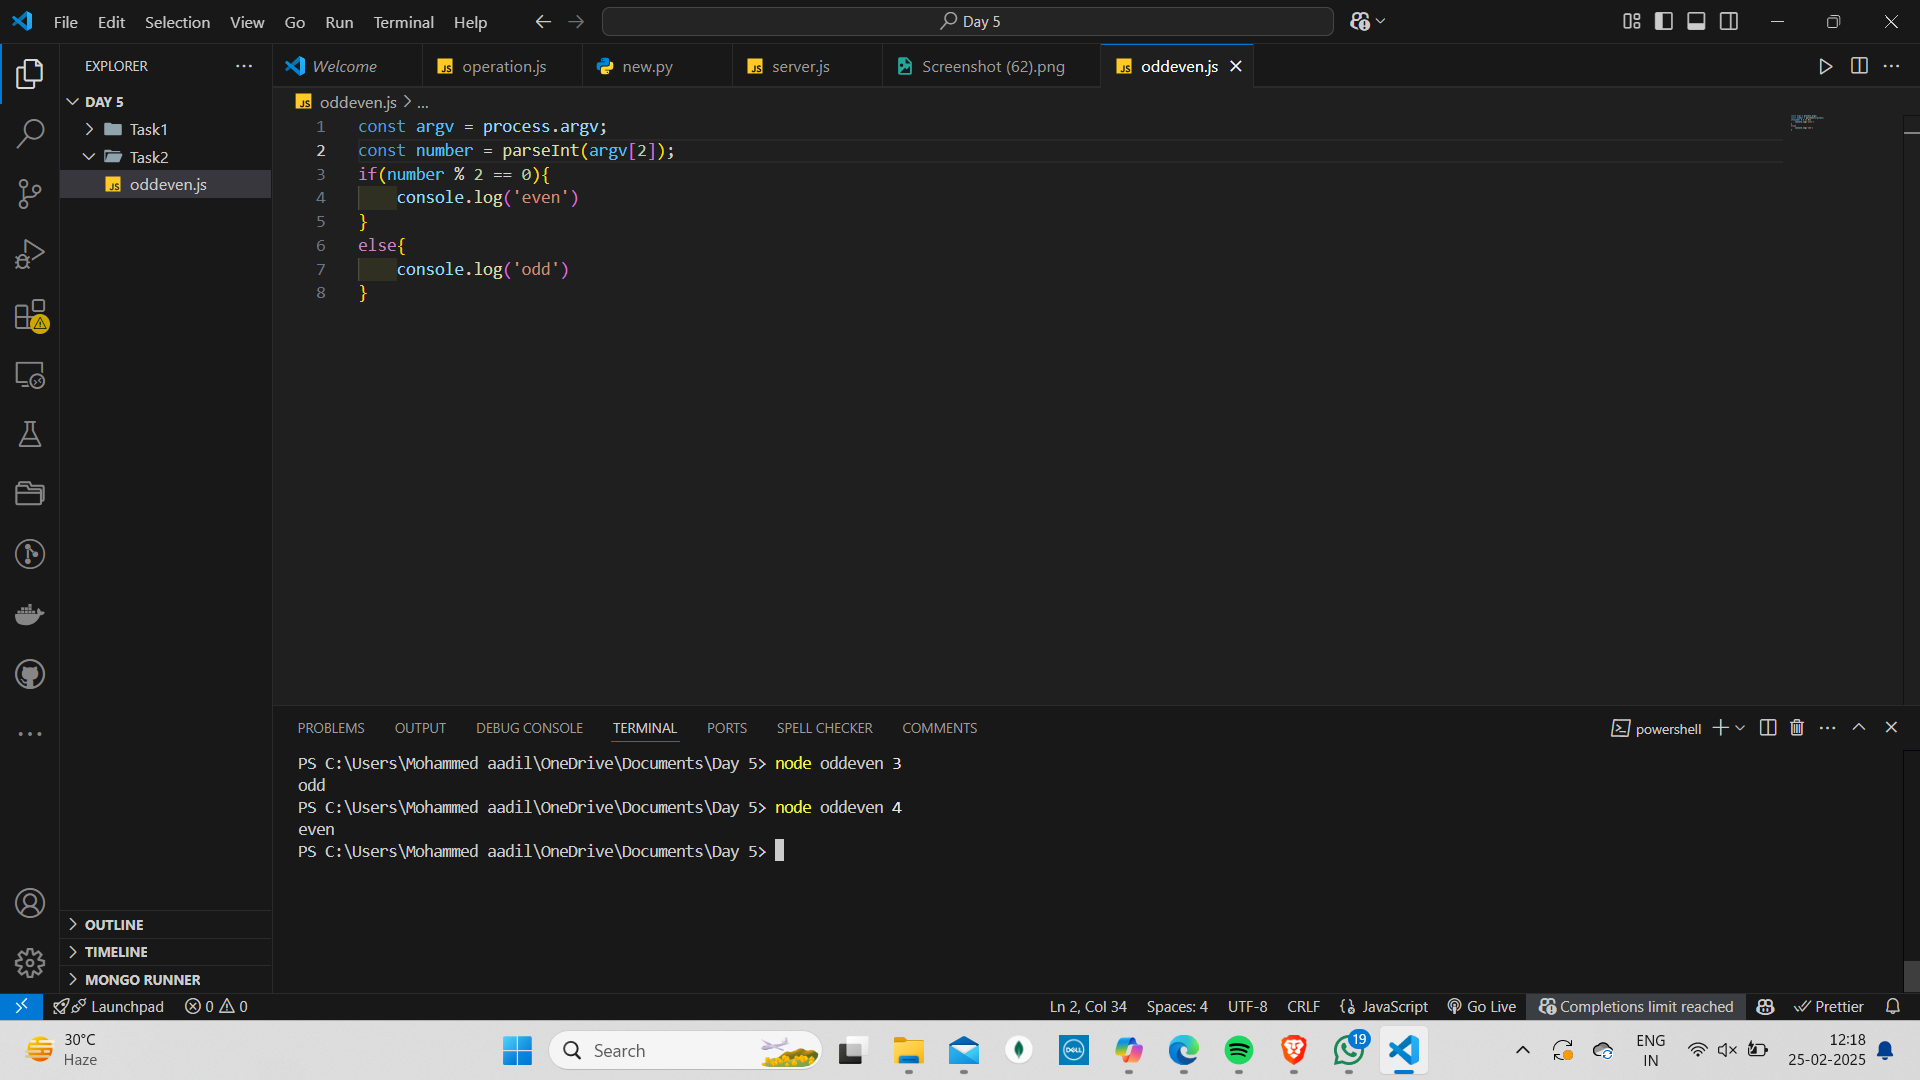 File Edit Selection View Go Run Terminal Help
Day 5
EXPLORER
Welcome
operation.js
new.py
server.js
Screenshot (62).png
oddeven.js
DAY 5
Task1
Task2
oddeven.js
oddeven.js > ...
1 const argv = process.argv;
2 const number = parseInt(argv[2]);
3 if(number % 2 == 0){
4 console.log('even')
5 }
6 else{
7 console.log('odd')
8 }
PROBLEMS OUTPUT DEBUG CONSOLE TERMINAL PORTS SPELL CHECKER COMMENTS
powershell
PS C:\Users\Mohammed aadil\OneDrive\Documents\Day 5> node oddeven 3
odd
PS C:\Users\Mohammed aadil\OneDrive\Documents\Day 5> node oddeven 4
even
PS C:\Users\Mohammed aadil\OneDrive\Documents\Day 5>
OUTLINE
TIMELINE
MONGO RUNNER
Launchpad 0 0 Ln 2, Col 34 Spaces: 4 UTF-8 CRLF JavaScript Go Live Completions limit reached Prettier
30°C
Haze
Search
DELL
19
ENG
IN
12:18
25-02-2025